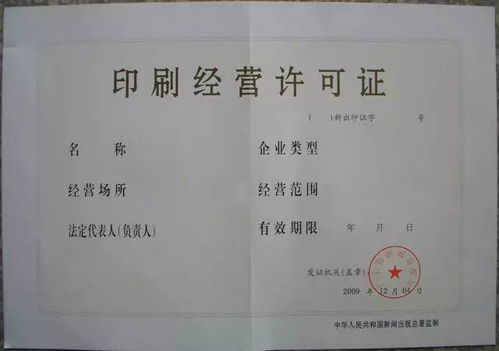 印刷经营许可证
( )新出印证字 号
名 称
企业类型
经营场所
经营范围
法定代表人(负责人)
有效期限 年 月 日
发证机关(盖章):
2009 年 12 月 04 日
中华人民共和国新闻出版总署监制